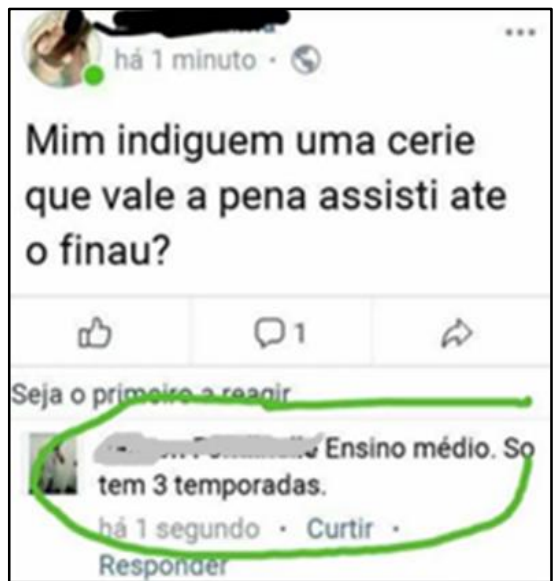 há 1 minuto ·
Mim indiguem uma cerie
que vale a pena assisti ate
o finau?
1
Seja o primeiro a reagir
Ensino médio. So
tem 3 temporadas.
há 1 segundo · Curtir ·
Responder